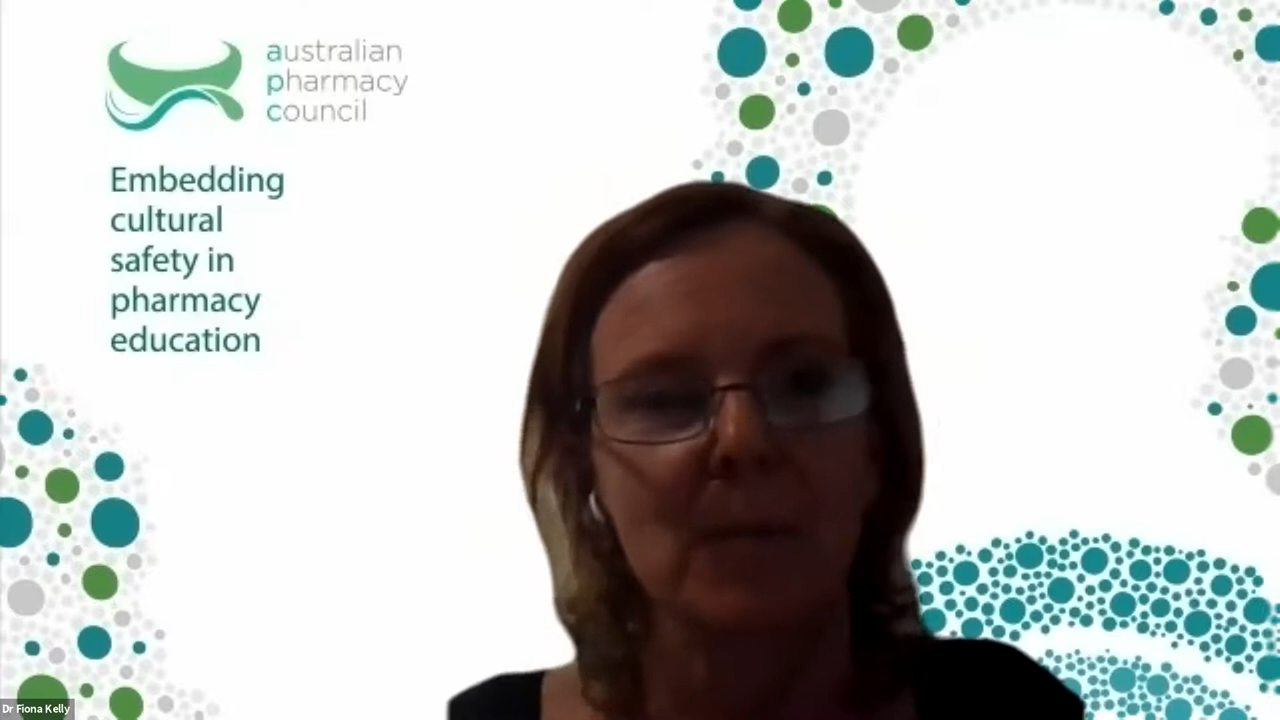 australian
pharmacy
council
Embedding
cultural
safety in
pharmacy
education
Dr Fiona Kelly